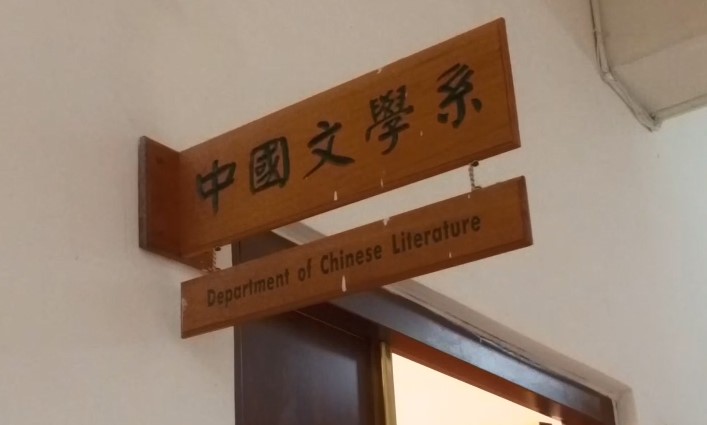 中國文學系
Department of Chinese Literature